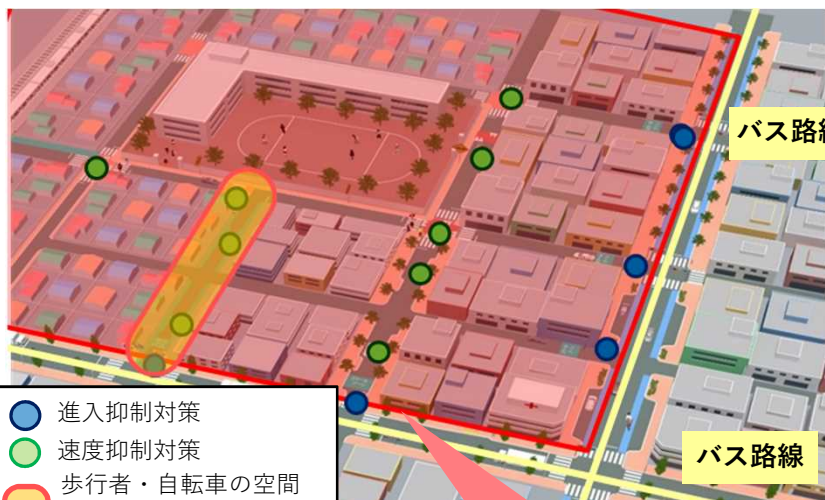 バス路線
バス路線
進入抑制対策
速度抑制対策
歩行者・自転車の空間